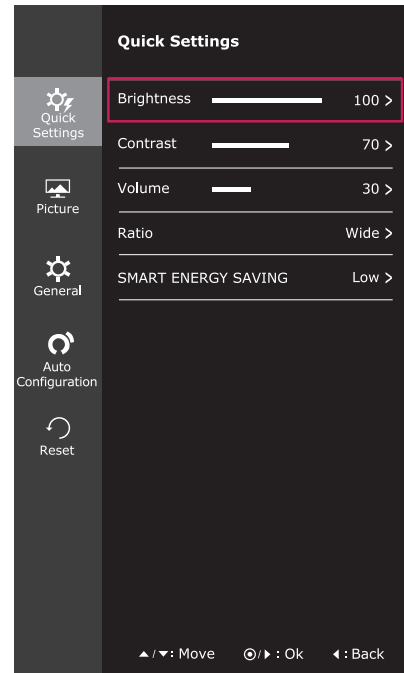 Quick Settings
Quick
Settings
Picture
General
Auto
Configuration
Reset
Brightness 100 >
Contrast 70 >
Volume 30 >
Ratio Wide >
SMART ENERGY SAVING Low >
▲/▼: Move ◉/▶ : Ok ◀ : Back